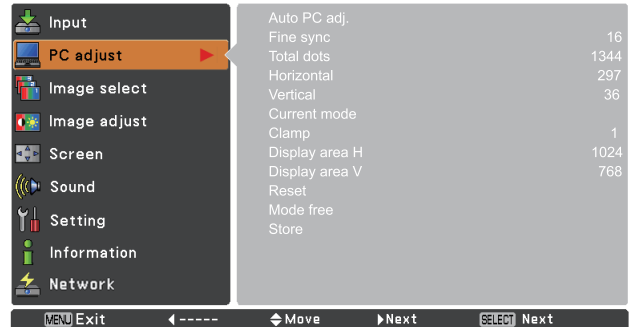 Input
PC adjust
Image select
Image adjust
Screen
Sound
Setting
Information
Network
Auto PC adj.
Fine sync 16
Total dots 1344
Horizontal 297
Vertical 36
Current mode
Clamp 1
Display area H 1024
Display area V 768
Reset
Mode free
Store
MENU Exit ----- Move Next SELECT Next